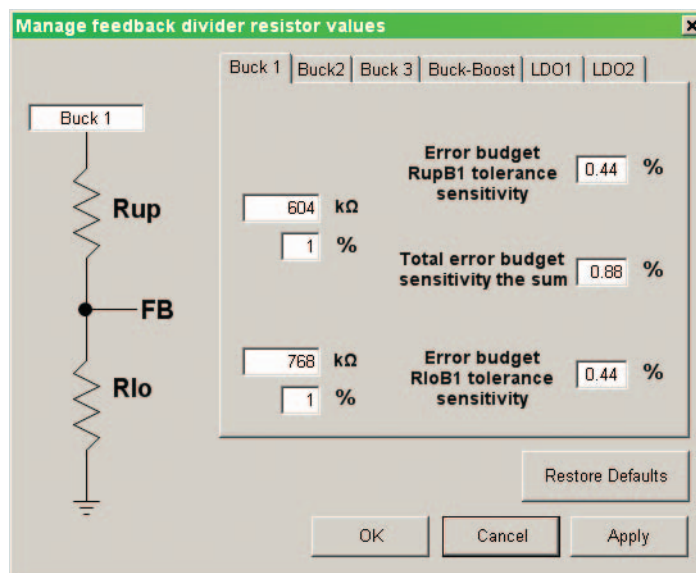 Manage feedback divider resistor values
Buck 1 Buck2 Buck 3 Buck-Boost LDO1 LDO2
Buck 1
Rup
FB
Rlo
604 kΩ
1 %
768 kΩ
1 %
Error budget
RupB1 tolerance
sensitivity
0.44 %
Total error budget
sensitivity the sum
0.88 %
Error budget
RloB1 tolerance
sensitivity
0.44 %
Restore Defaults
OK Cancel Apply